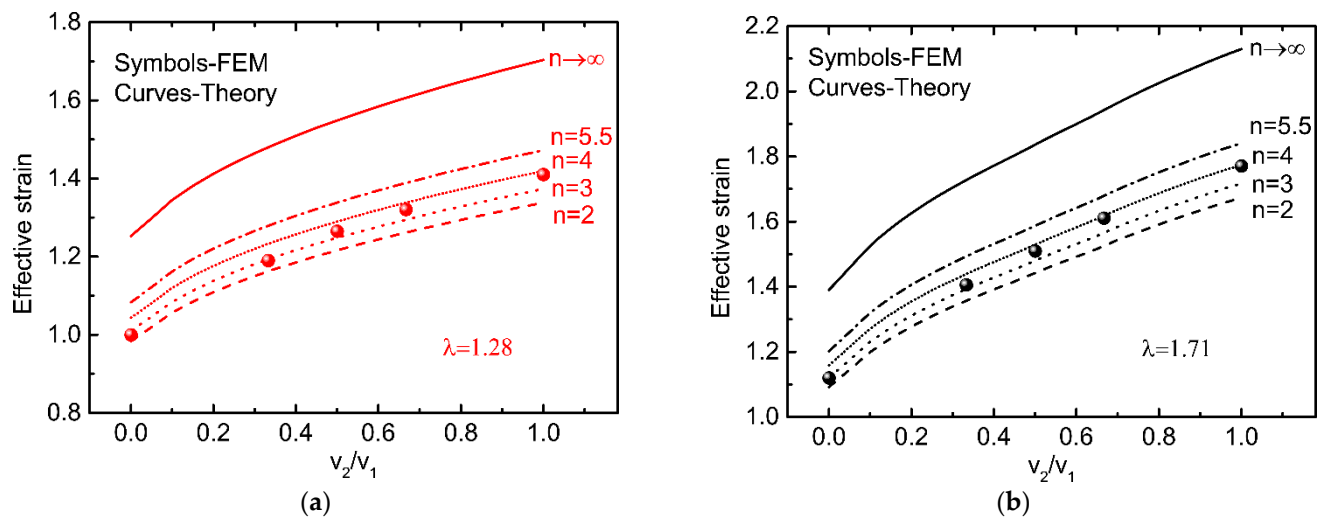 1.8
1.6
1.4
1.2
1.0
0.8
Effective strain
Symbols-FEM
Curves-Theory
n→∞
n=5.5
n=4
n=3
n=2
λ=1.28
0.0 0.2 0.4 0.6 0.8 1.0
v2/v1
(a)
2.2
2.0
1.8
1.6
1.4
1.2
1.0
Effective strain
Symbols-FEM
Curves-Theory
n→∞
n=5.5
n=4
n=3
n=2
λ=1.71
0.0 0.2 0.4 0.6 0.8 1.0
v2/v1
(b)